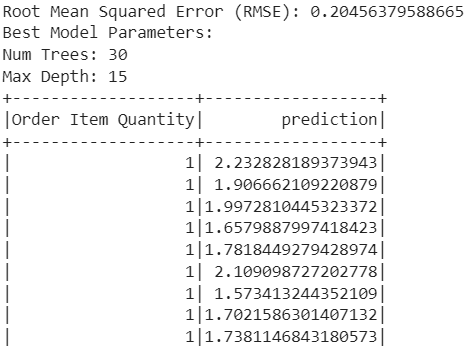 Root Mean Squared Error (RMSE): 0.20456379588665
Best Model Parameters:
Num Trees: 30
Max Depth: 15
+-------------------+------------------+
|Order Item Quantity|        prediction|
+-------------------+------------------+
|                  1| 2.232828189373943|
|                  1| 1.906662109220879|
|                  1|1.9972810445323372|
|                  1|1.6579887997418423|
|                  1|1.7818449279428974|
|                  1| 2.109098727202778|
|                  1| 1.573413244352109|
|                  1|1.7021586301407132|
|                  1|1.7381146843180573|